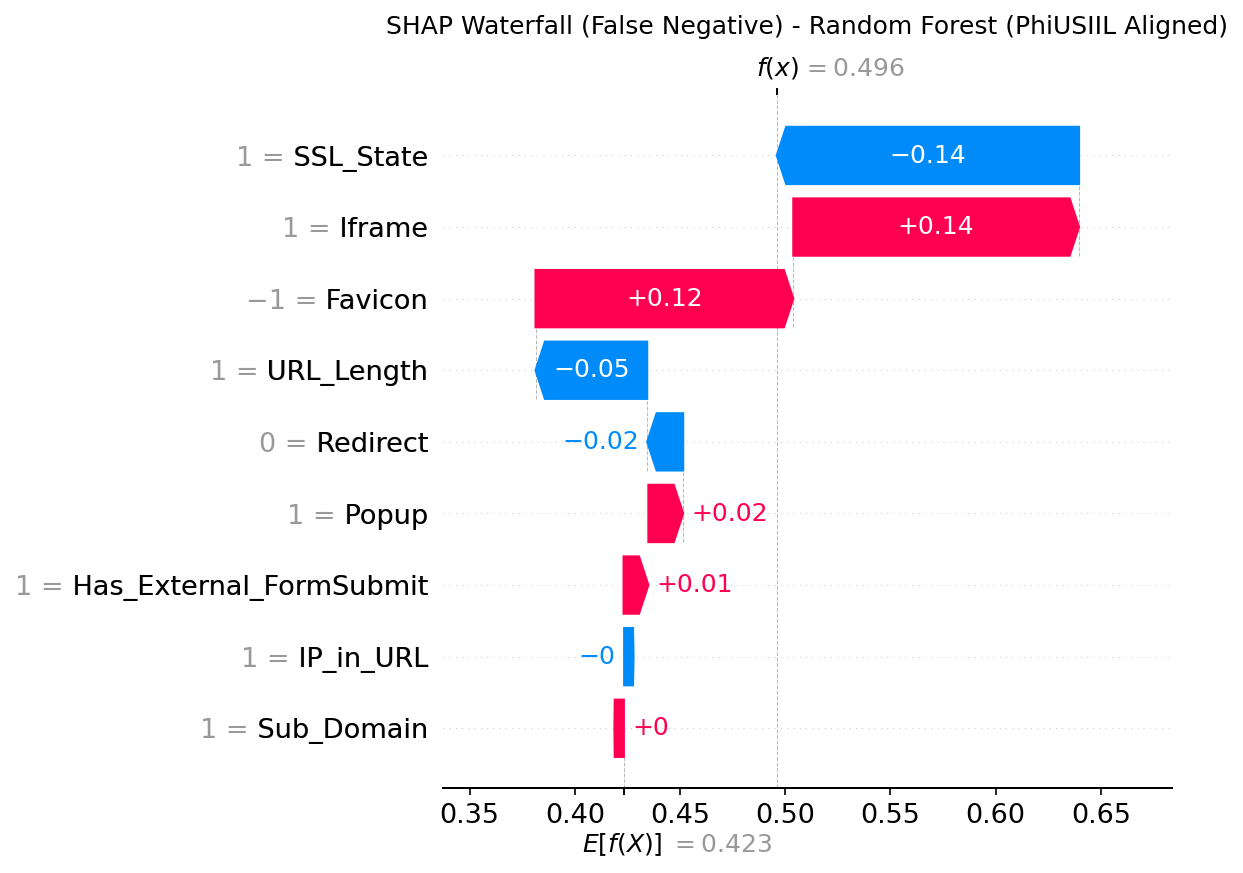 SHAP Waterfall (False Negative) - Random Forest (PhiUSIIL Aligned)
f(x) = 0.496
1 = SSL_State
−0.14
1 = Iframe
+0.14
−1 = Favicon
+0.12
1 = URL_Length
−0.05
0 = Redirect
−0.02
1 = Popup
+0.02
1 = Has_External_FormSubmit
+0.01
1 = IP_in_URL
−0
1 = Sub_Domain
+0
0.35 0.40 0.45 0.50 0.55 0.60 0.65
E[f(X)] = 0.423